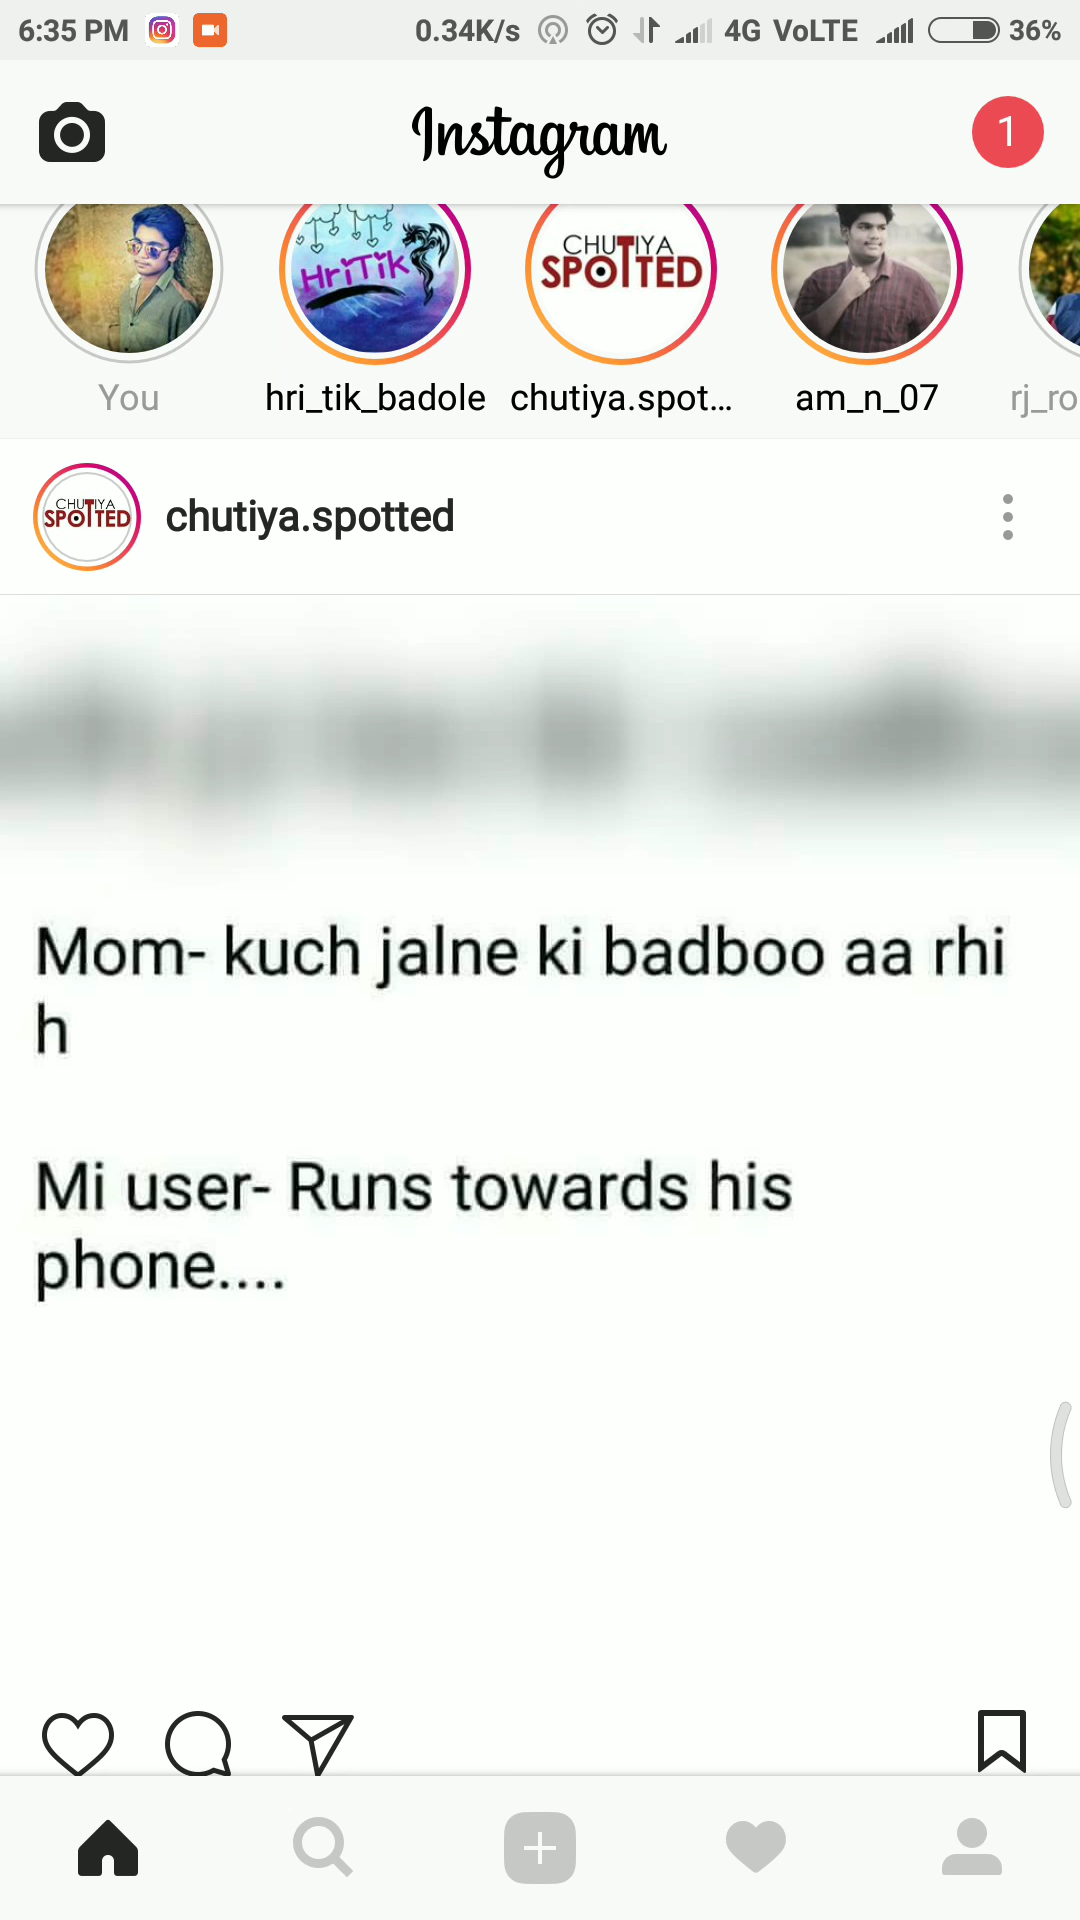 6:35 PM 0.34K/s 4G VoLTE 36%
Instagram 1
HriTik CHUTIYA
SPOTTED
You hri_tik_badole chutiya.spot... am_n_07 rj_ro
CHUTIYA
SPOTTED chutiya.spotted
Mom- kuch jalne ki badboo aa rhi
h
Mi user- Runs towards his
phone....